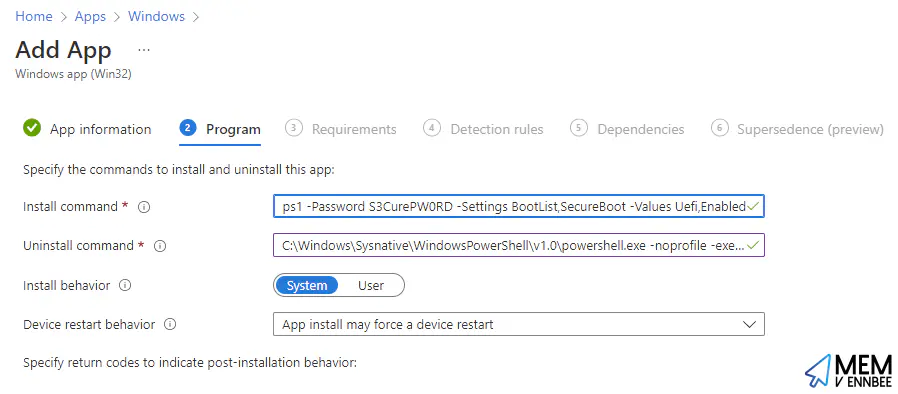 Home > Apps > Windows >
Add App ...
Windows app (Win32)
App information 2 Program 3 Requirements 4 Detection rules 5 Dependencies 6 Supersedence (preview)
Specify the commands to install and uninstall this app:
Install command * ps1 -Password S3CurePW0RD -Settings BootList,SecureBoot -Values Uefi,Enabled
Uninstall command * C:\Windows\Sysnative\WindowsPowerShell\v1.0\powershell.exe -noprofile -exe...
Install behavior System User
Device restart behavior App install may force a device restart
Specify return codes to indicate post-installation behavior:
MEM
V ENNBEE